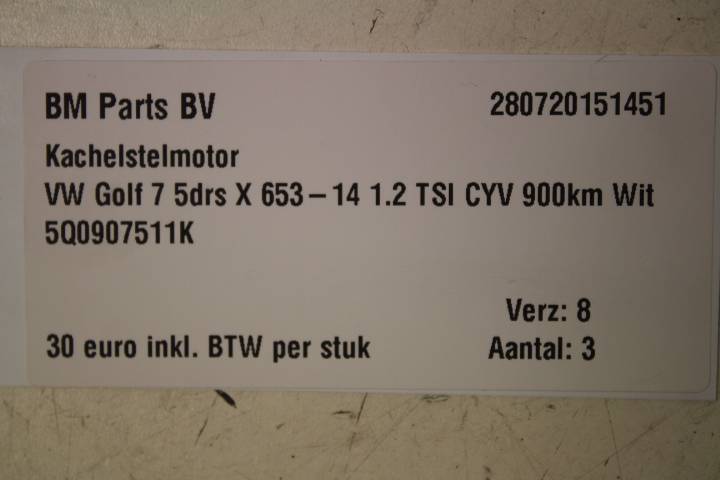 BM Parts BV 280720151451
Kachelstelmotor
VW Golf 7 5drs X 653-14 1.2 TSI CYV 900km Wit
5Q0907511K
Verz: 8
30 euro inkl. BTW per stuk Aantal: 3